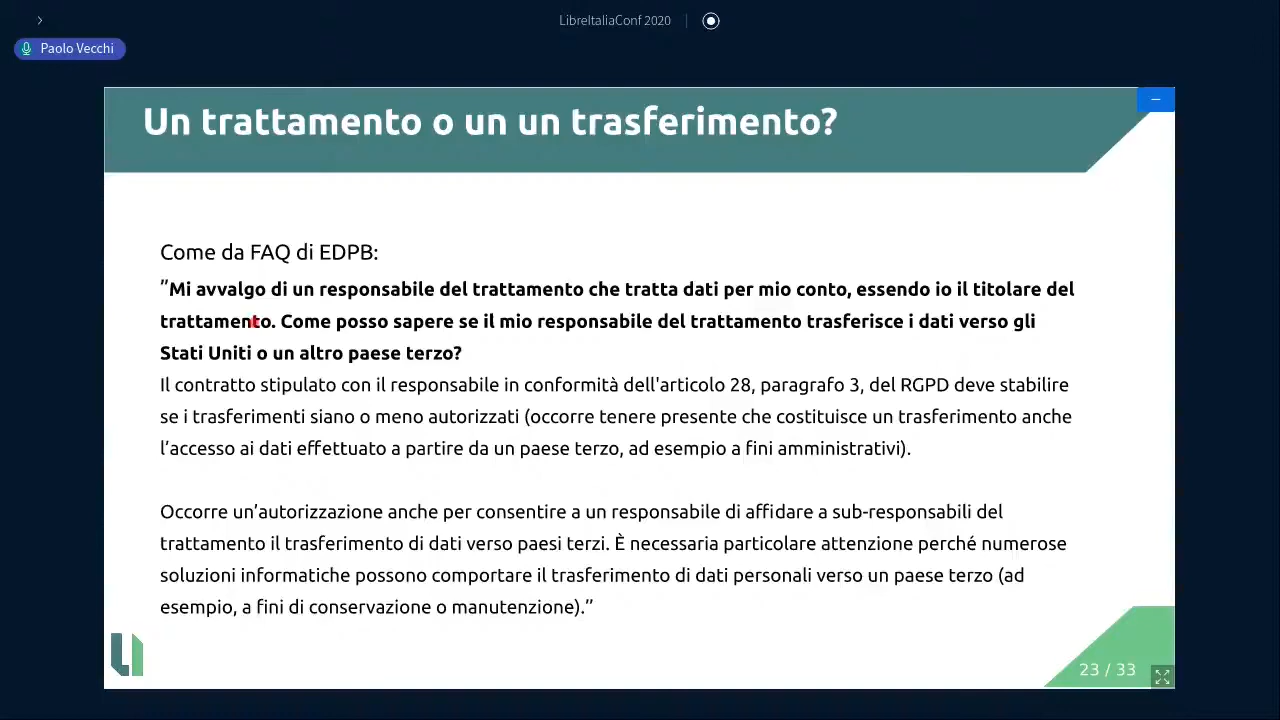 LibreItaliaConf 2020
Paolo Vecchi
Un trattamento o un un trasferimento?
Come da FAQ di EDPB:
”Mi avvalgo di un responsabile del trattamento che tratta dati per mio conto, essendo io il titolare del
trattamento. Come posso sapere se il mio responsabile del trattamento trasferisce i dati verso gli
Stati Uniti o un altro paese terzo?
Il contratto stipulato con il responsabile in conformità dell'articolo 28, paragrafo 3, del RGPD deve stabilire
se i trasferimenti siano o meno autorizzati (occorre tenere presente che costituisce un trasferimento anche
l’accesso ai dati effettuato a partire da un paese terzo, ad esempio a fini amministrativi).
Occorre un’autorizzazione anche per consentire a un responsabile di affidare a sub-responsabili del
trattamento il trasferimento di dati verso paesi terzi. È necessaria particolare attenzione perché numerose
soluzioni informatiche possono comportare il trasferimento di dati personali verso un paese terzo (ad
esempio, a fini di conservazione o manutenzione).”
23 / 33